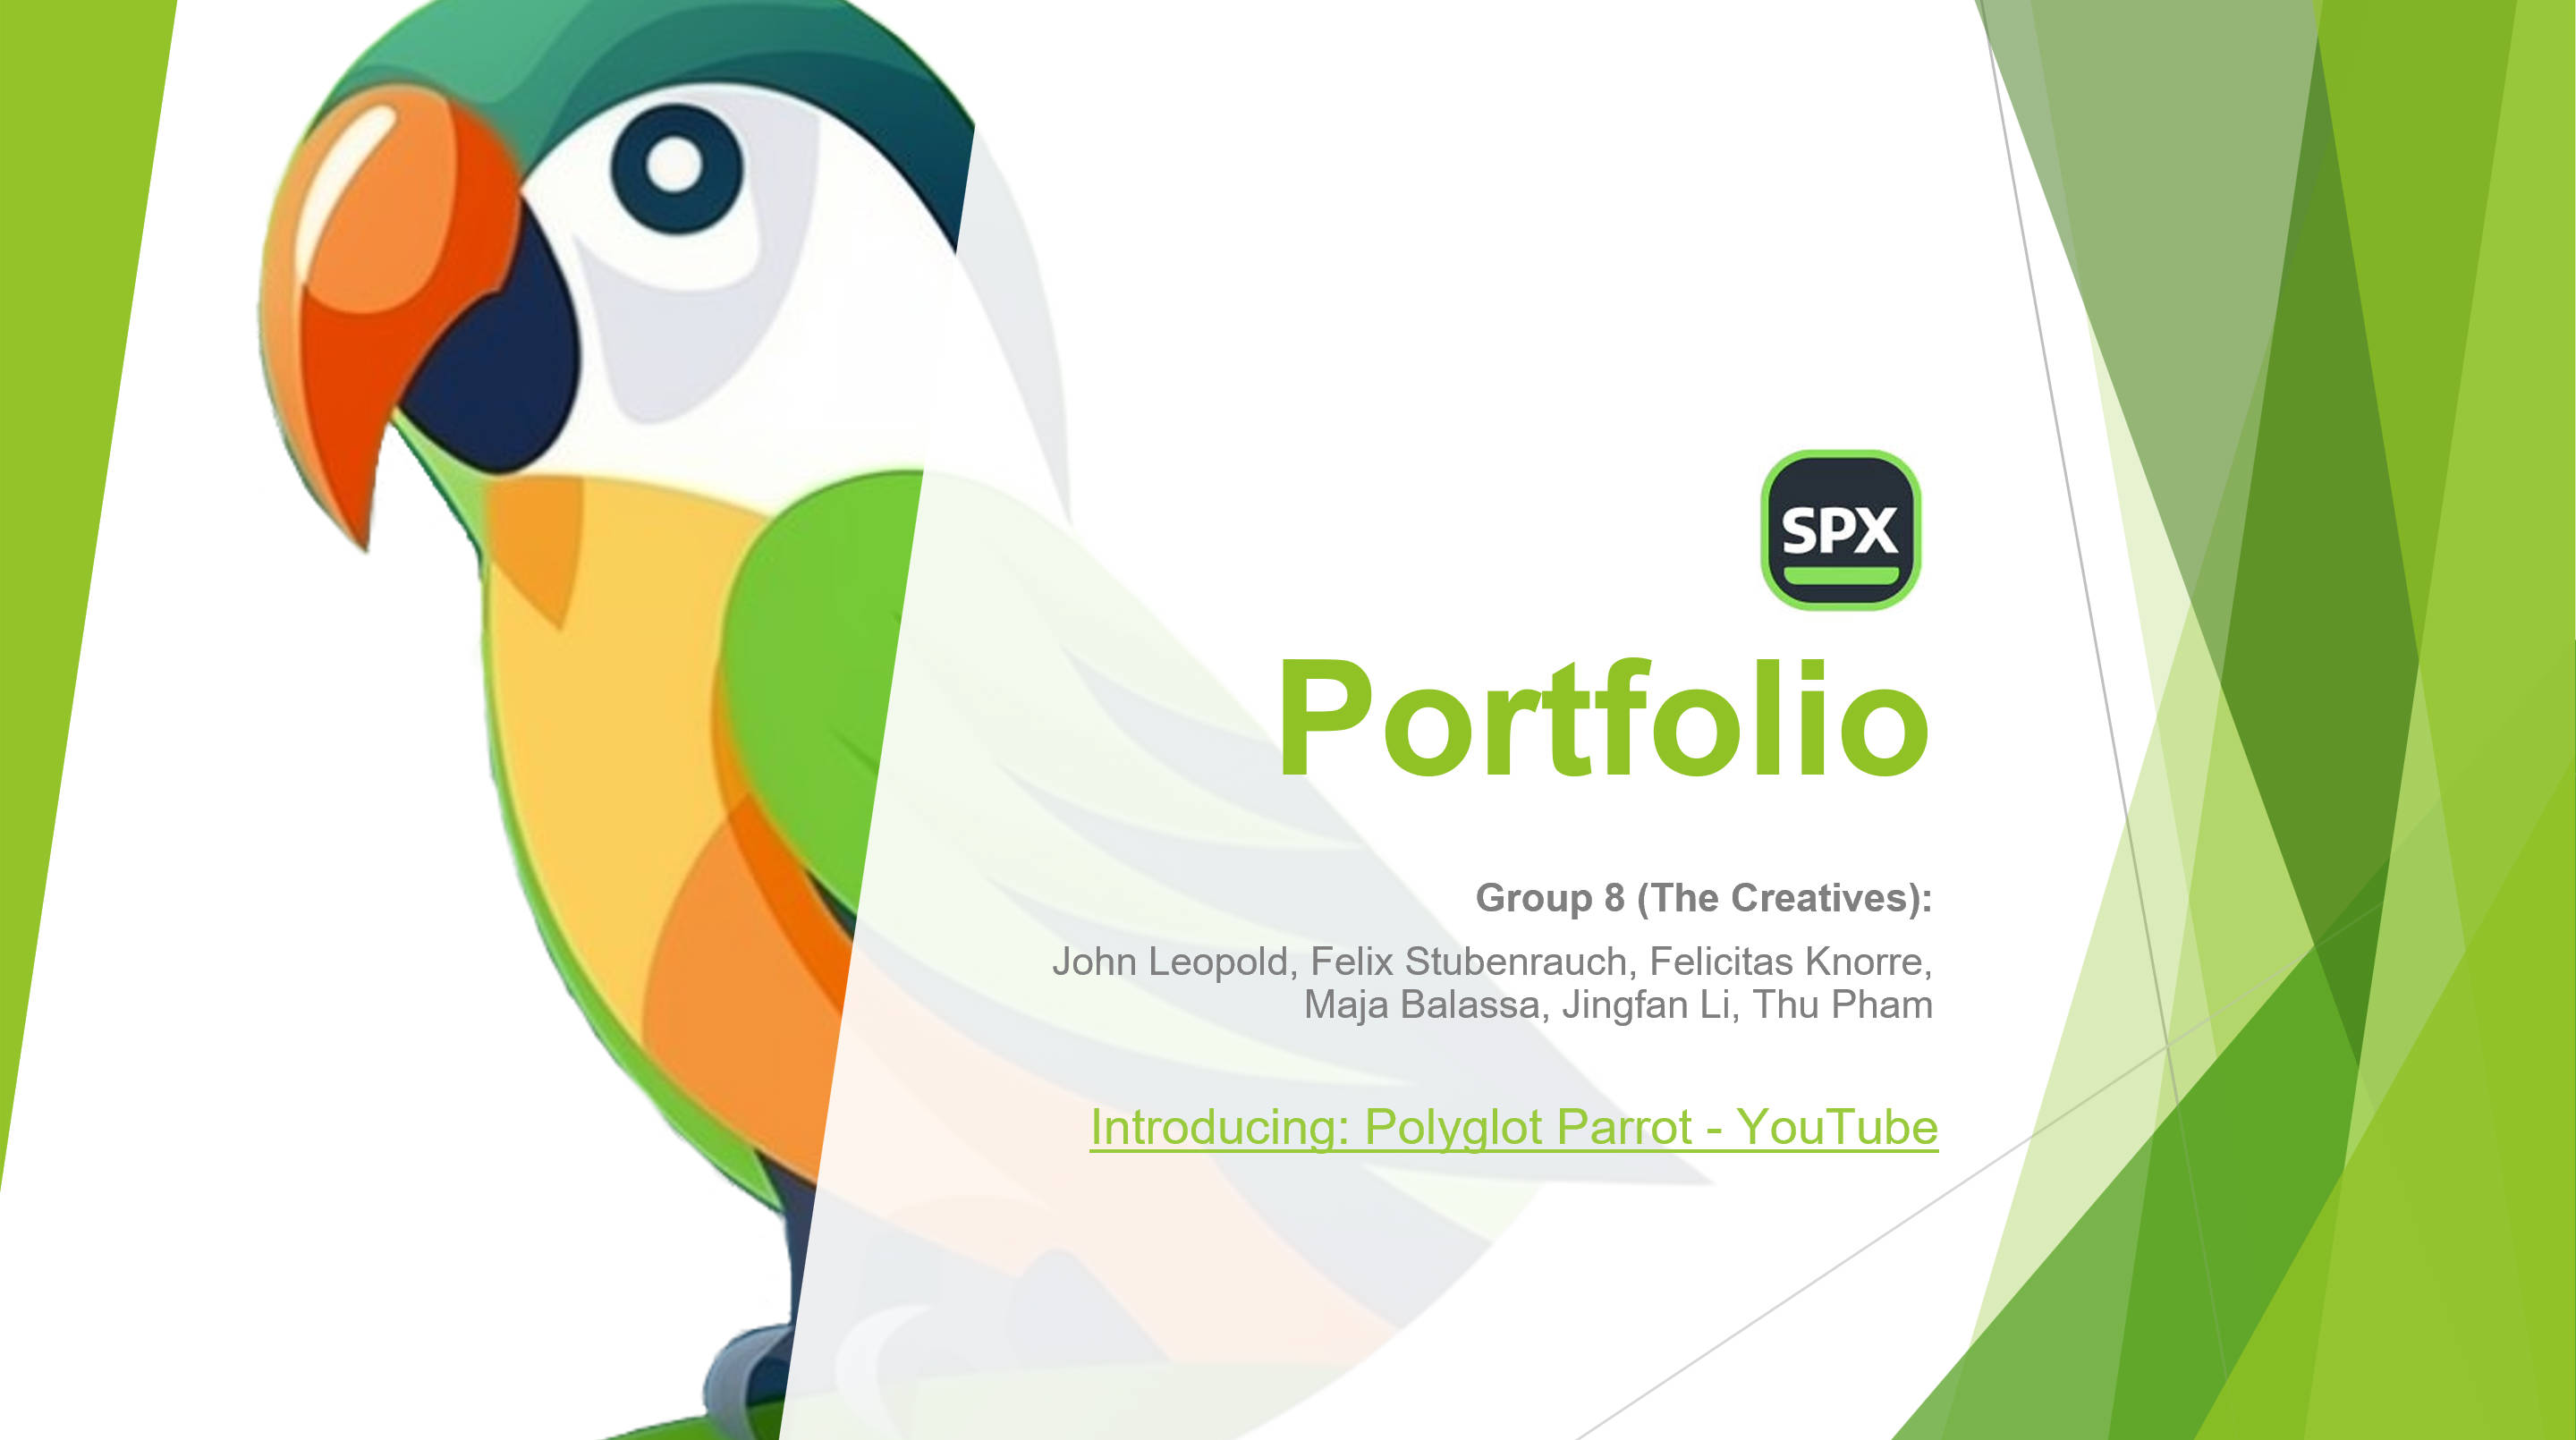 SPX
Portfolio
Group 8 (The Creatives):
John Leopold, Felix Stubenrauch, Felicitas Knorre,
Maja Balassa, Jingfan Li, Thu Pham
Introducing: Polyglot Parrot - YouTube